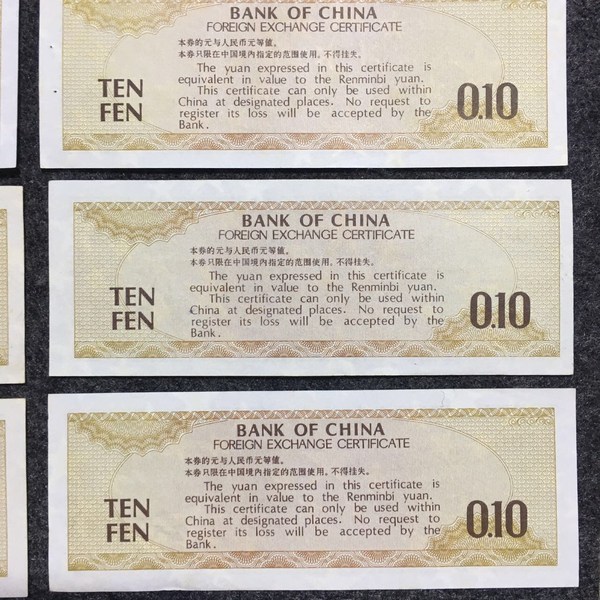 BANK OF CHINA
FOREIGN EXCHANGE CERTIFICATE
本券的元与人民币元等值。
本券只限在中国境内指定的范围使用。不得挂失。
The yuan expressed in this certificate is
equivalent in value to the Renminbi yuan.
This certificate can only be used within
China at designated places. No request to
register its loss will be accepted by the
Bank.
TEN
FEN
0.10
BANK OF CHINA
FOREIGN EXCHANGE CERTIFICATE
本券的元与人民币元等值。
本券只限在中国境内指定的范围使用。不得挂失。
The yuan expressed in this certificate is
equivalent in value to the Renminbi yuan.
This certificate can only be used within
China at designated places. No request to
register its loss will be accepted by the
Bank.
TEN
FEN
0.10
BANK OF CHINA
FOREIGN EXCHANGE CERTIFICATE
本券的元与人民币元等值。
本券只限在中国境内指定的范围使用。不得挂失。
The yuan expressed in this certificate is
equivalent in value to the Renminbi yuan.
This certificate can only be used within
China at designated places. No request to
register its loss will be accepted by the
Bank.
TEN
FEN
0.10